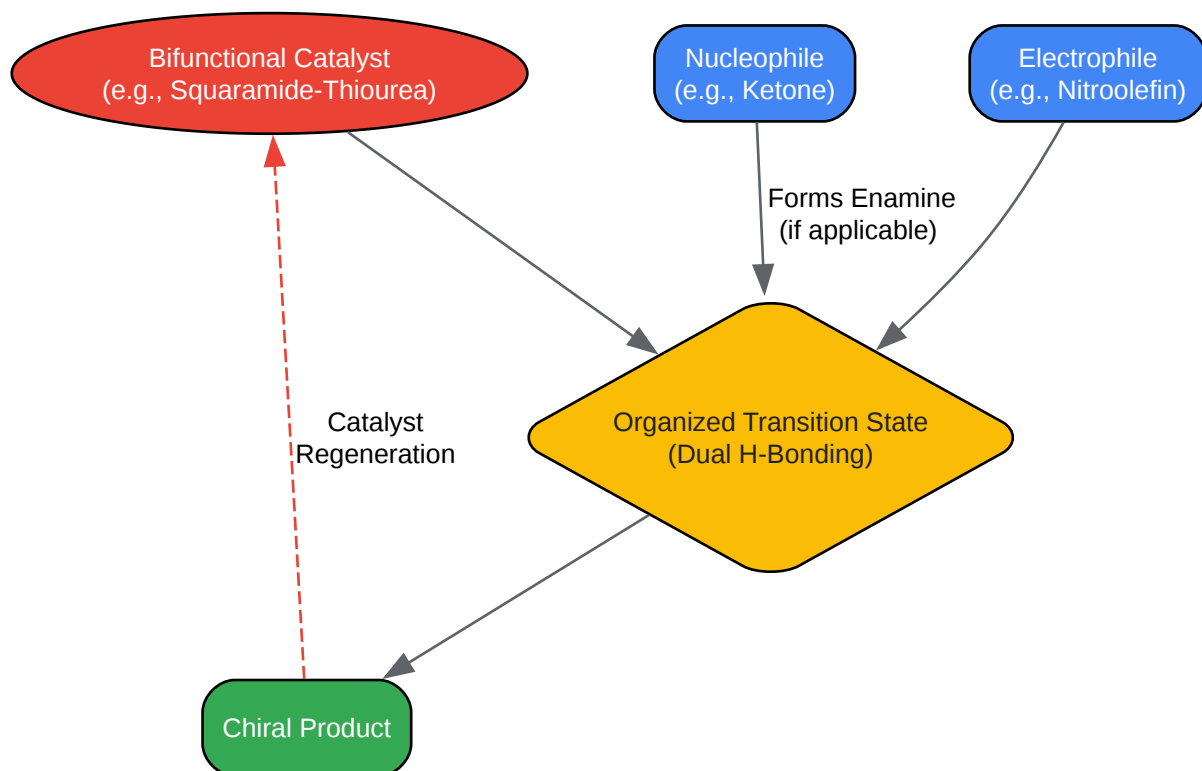 Bifunctional Catalyst
(e.g., Squaramide-Thiourea)
Nucleophile
(e.g., Ketone)
Electrophile
(e.g., Nitroolefin)
Forms Enamine
(if applicable)
Organized Transition State
(Dual H-Bonding)
Catalyst
Regeneration
Chiral Product